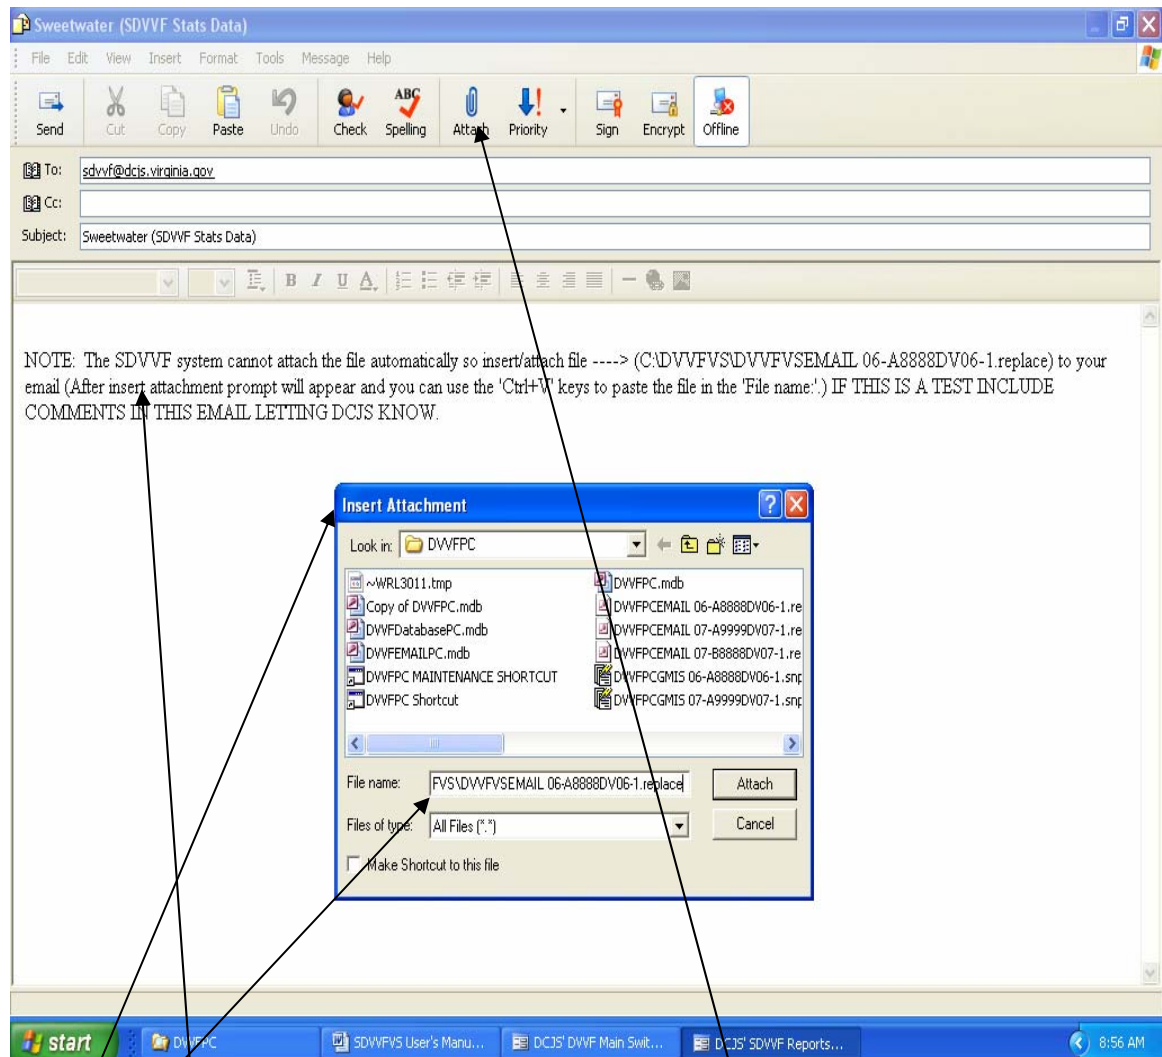 Sweetwater (SDVVF Stats Data)
File Edit View Insert Format Tools Message Help
Send Cut Copy Paste Undo Check Spelling Attach Priority Sign Encrypt Offline
To: sdvvf@dcjs.virginia.gov
Cc:
Subject: Sweetwater (SDVVF Stats Data)
NOTE: The SDVVF system cannot attach the file automatically so insert/attach file ----> (C:\DVVFVS\DVVFVSEMAIL 06-A8888DV06-1.replace) to your
email (After insert attachment prompt will appear and you can use the 'Ctrl+V' keys to paste the file in the 'File name:'.) IF THIS IS A TEST INCLUDE
COMMENTS IN THIS EMAIL LETTING DCJS KNOW.
Insert Attachment
Look in: DVVFPC
~WRL3011.tmp
Copy of DVVFPC.mdb
DVVFDatabasePC.mdb
DVVFEMAILPC.mdb
DVVFPC MAINTENANCE SHORTCUT
DVVFPC Shortcut
DVVFPC.mdb
DVVFPCEMAIL 06-A8888DV06-1.re
DVVFPCEMAIL 07-A9999DV07-1.re
DVVFPCEMAIL 07-B8888DV07-1.re
DVVFPCGMIS 06-A8888DV06-1.snp
DVVFPCGMIS 07-A9999DV07-1.snp
File name: FVS\DVVFVSEMAIL 06-A8888DV06-1.replace Attach
Files of type: All Files (*.*) Cancel
Make Shortcut to this file
start DVVFPC SDVVFVS User's Manu... DCJS' DVVF Main Swit... DCJS' SDVVF Reports... 8:56 AM